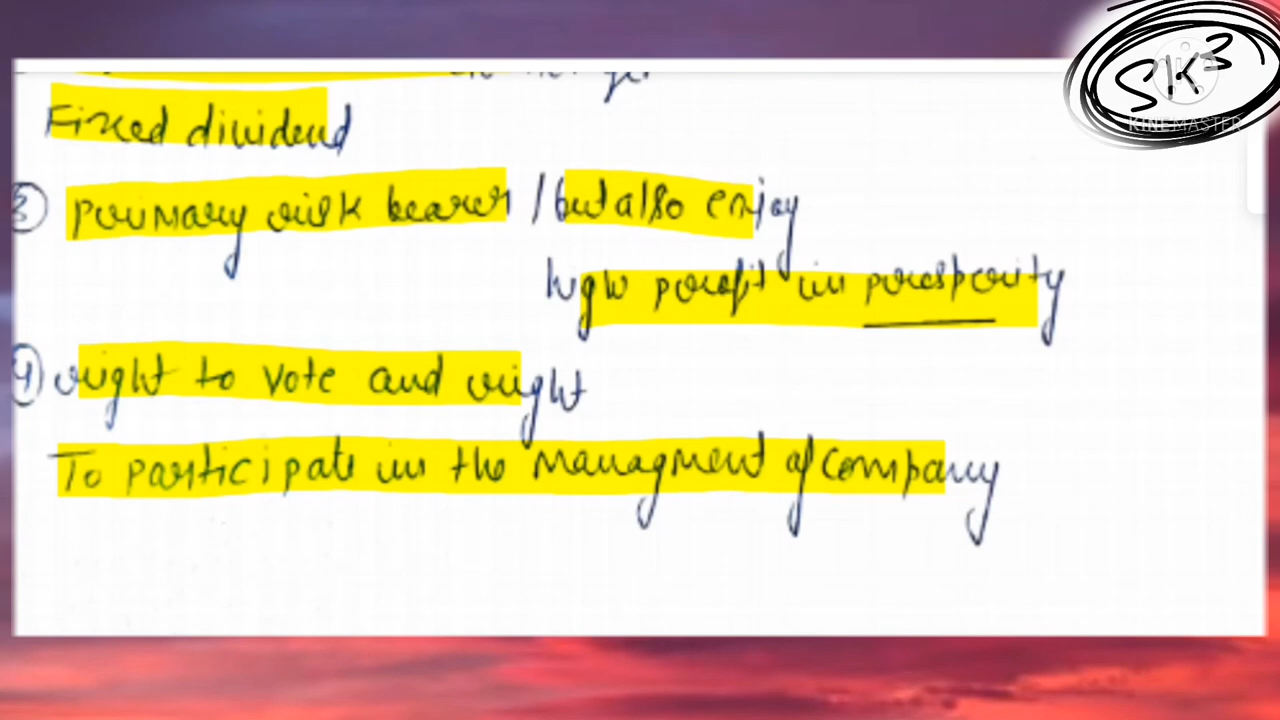 Fixed dividend
③ primary risk bearer / but also enjoy
high profit in prosperity
④ right to vote and right
To participate in the managment of company
SK3
KINEMASTER